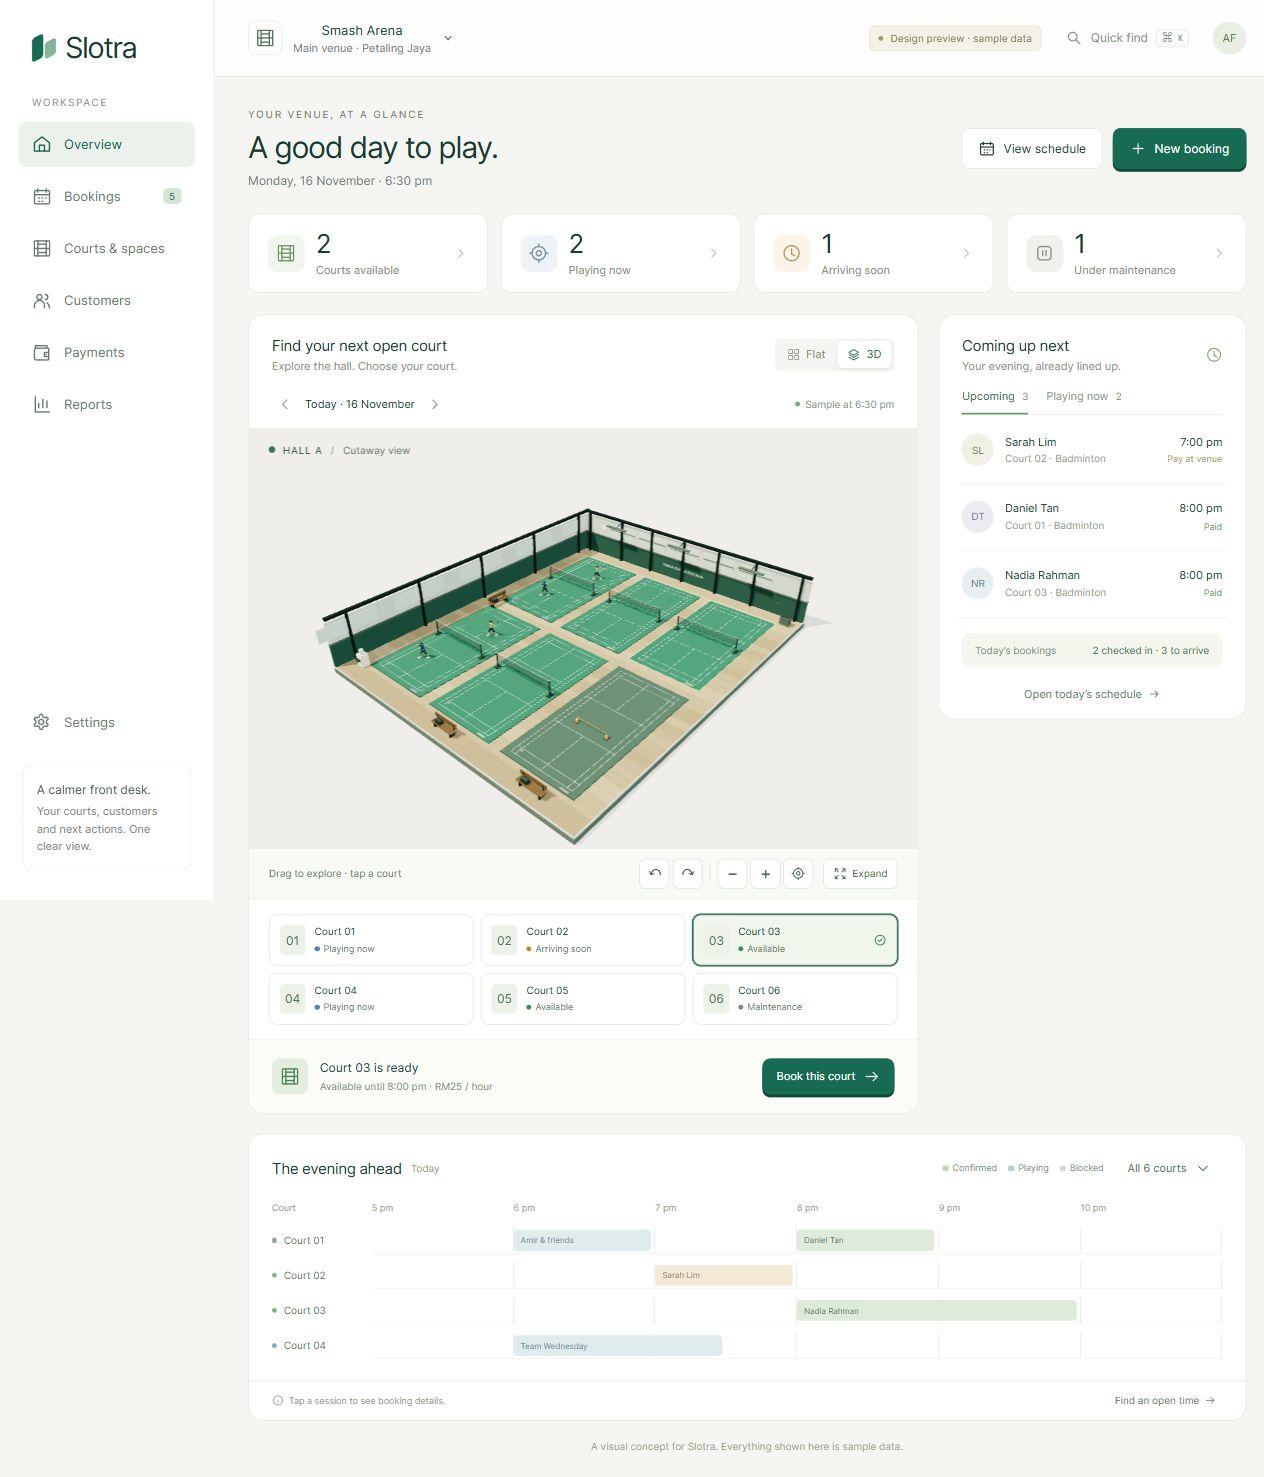 Slotra
WORKSPACE
Overview
Bookings 5
Courts & spaces
Customers
Payments
Reports
Settings
A calmer front desk.
Your courts, customers
and next actions. One
clear view.
Smash Arena
Main venue · Petaling Jaya
Design preview · sample data
Quick find ⌘ K
AF
YOUR VENUE, AT A GLANCE
A good day to play.
Monday, 16 November · 6:30 pm
View schedule
New booking
2
Courts available
2
Playing now
1
Arriving soon
1
Under maintenance
Find your next open court
Explore the hall. Choose your court.
Flat 3D
Today · 16 November
Sample at 6:30 pm
HALL A / Cutaway view
SMASH ARENA
Drag to explore · tap a court
Expand
01 Court 01
Playing now
02 Court 02
Arriving soon
03 Court 03
Available
04 Court 04
Playing now
05 Court 05
Available
06 Court 06
Maintenance
Court 03 is ready
Available until 8:00 pm · RM25 / hour
Book this court
Coming up next
Your evening, already lined up.
Upcoming 3 Playing now 2
SL Sarah Lim 7:00 pm
Court 02 · Badminton Pay at venue
DT Daniel Tan 8:00 pm
Court 01 · Badminton Paid
NR Nadia Rahman 8:00 pm
Court 03 · Badminton Paid
Today's bookings 2 checked in · 3 to arrive
Open today's schedule
The evening ahead Today
Confirmed Playing Blocked All 6 courts
Court 5 pm 6 pm 7 pm 8 pm 9 pm 10 pm
Court 01 Amir & friends Daniel Tan
Court 02 Sarah Lim
Court 03 Nadia Rahman
Court 04 Team Wednesday
Tap a session to see booking details.
Find an open time
A visual concept for Slotra. Everything shown here is sample data.